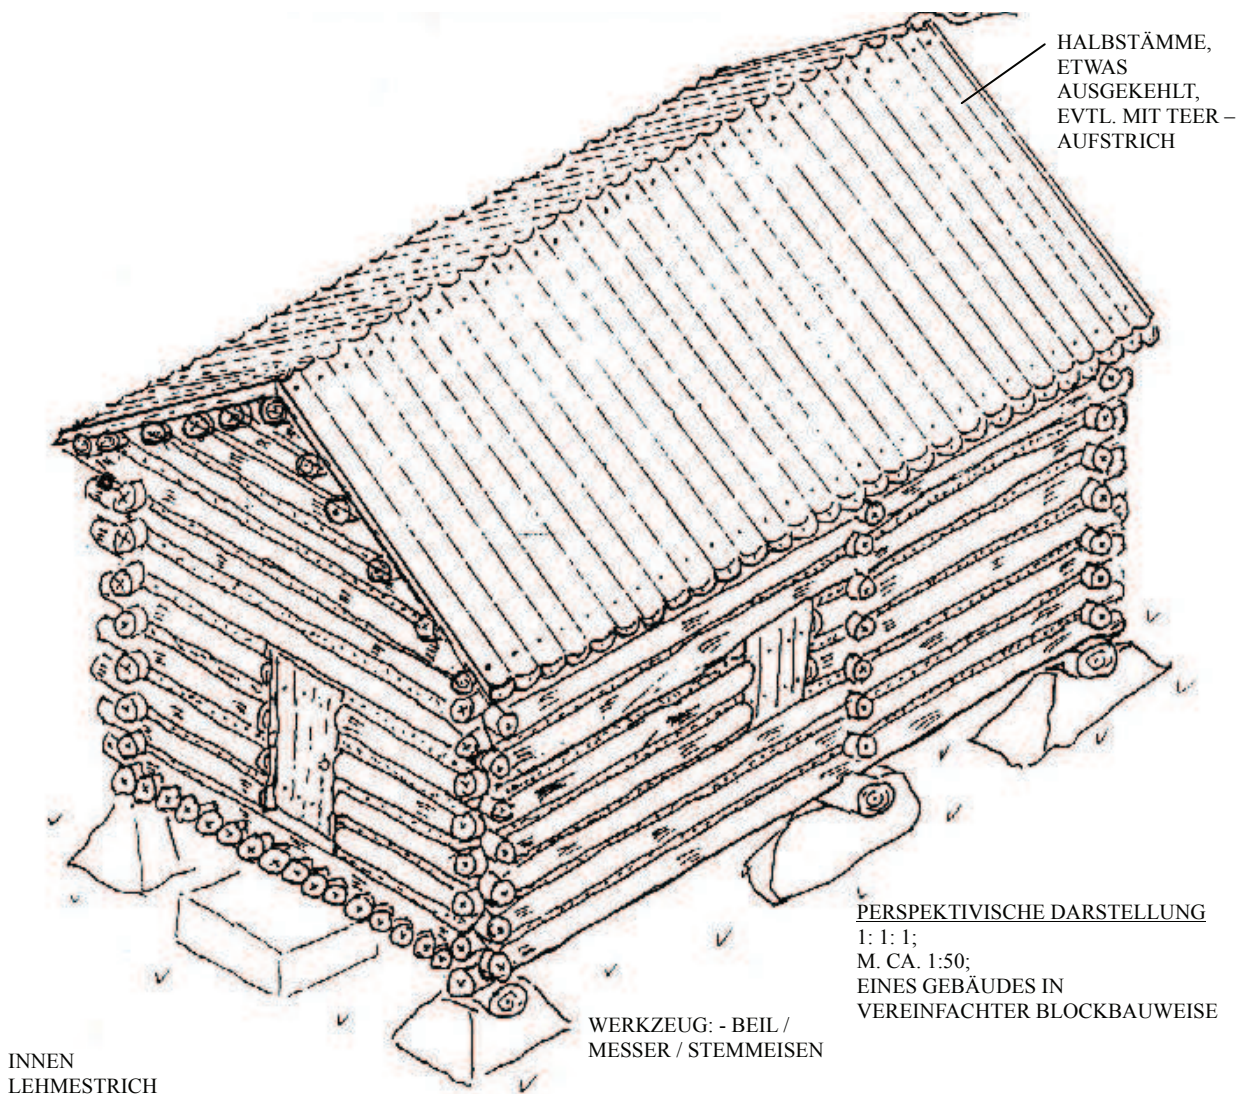 HALBSTÄMME,
ETWAS
AUSGEKEHLT,
EVTL. MIT TEER –
AUFSTRICH
PERSPEKTIVISCHE DARSTELLUNG
1: 1: 1;
M. CA. 1:50;
EINES GEBÄUDES IN
VEREINFACHTER BLOCKBAUWEISE
WERKZEUG: - BEIL /
MESSER / STEMMEISEN
INNEN
LEHMESTRICH